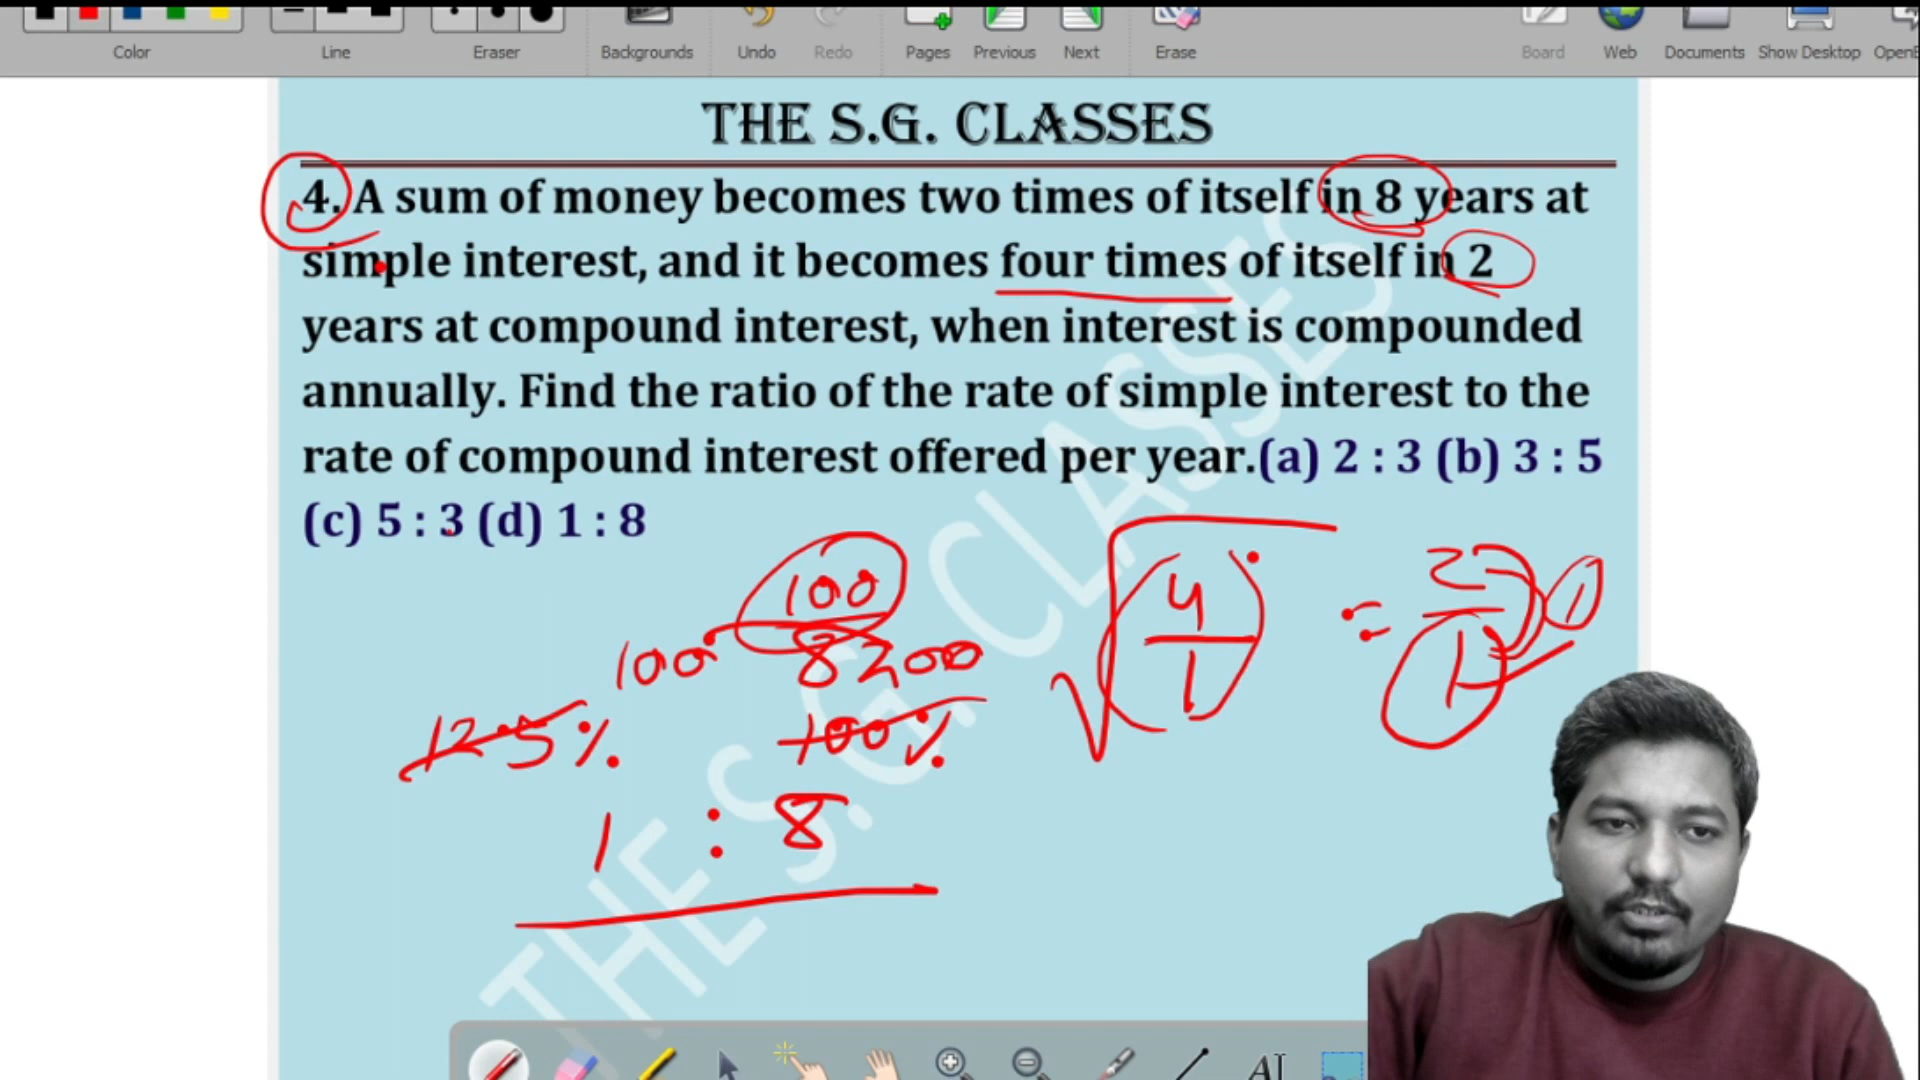 Color Line Eraser Backgrounds Undo Redo Pages Previous Next Erase Board Web Documents Show Desktop OpenB
THE S.G. CLASSES
4. A sum of money becomes two times of itself in 8 years at
simple interest, and it becomes four times of itself in 2
years at compound interest, when interest is compounded
annually. Find the ratio of the rate of simple interest to the
rate of compound interest offered per year.(a) 2 : 3 (b) 3 : 5
(c) 5 : 3 (d) 1 : 8
100
100 8 200
12.5% 100%
1 : 8
√(4/1) = 2/1 1
THE S.G. CLASSES